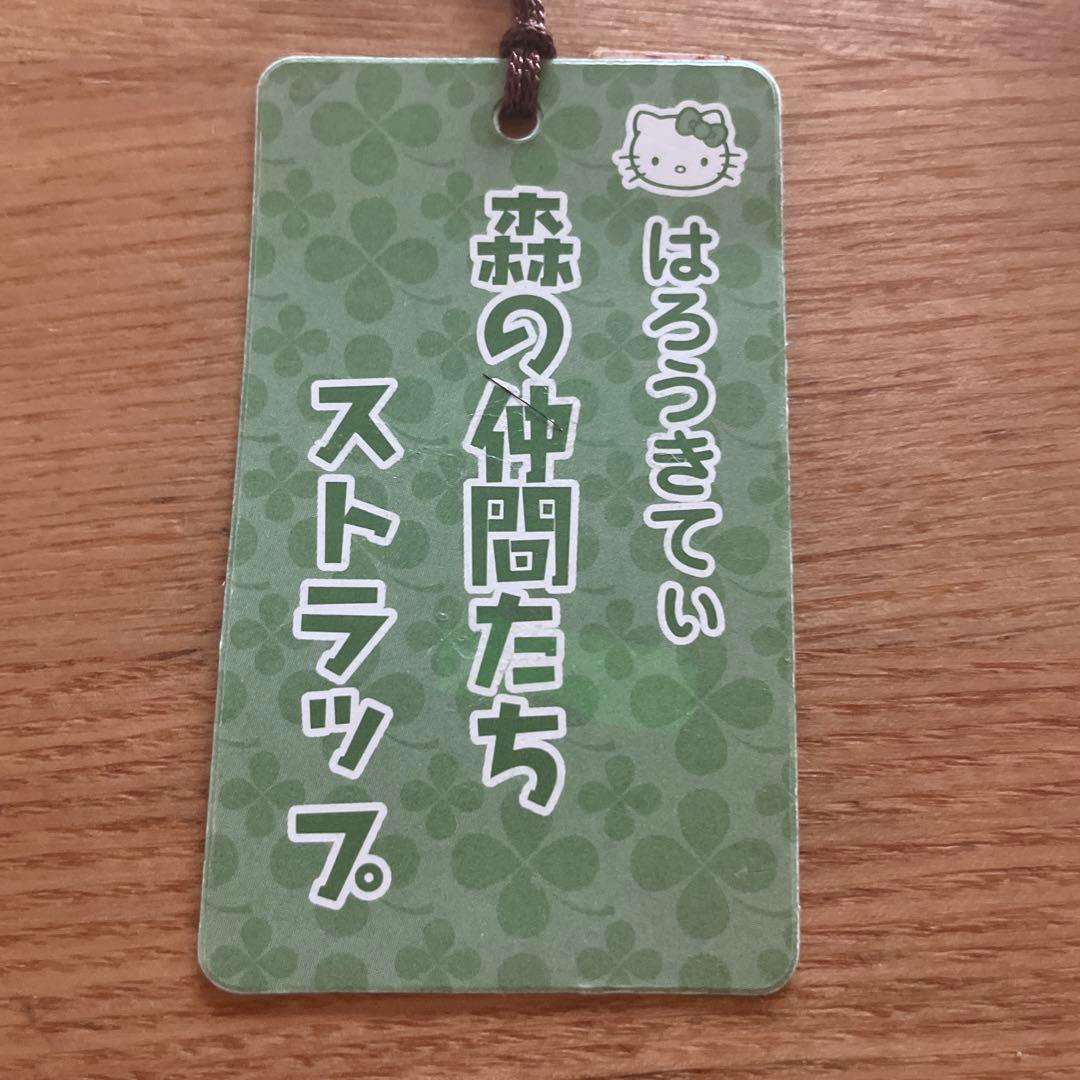 はろうきてぃ
森の仲間たち
ストラップ